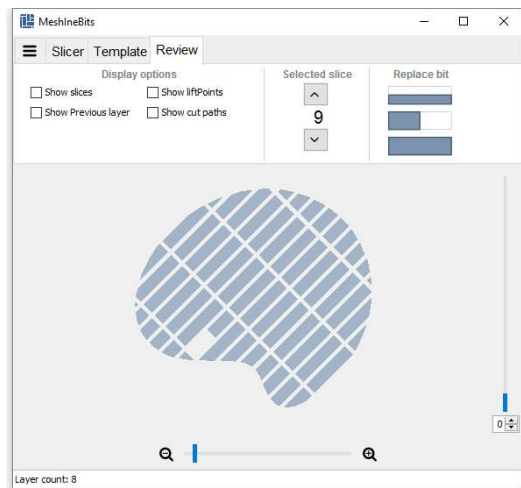 MeshIneBits
Slicer Template Review
Display options
Show slices Show liftPoints
Show Previous layer Show cut paths
Selected slice
9
Replace bit
0
Layer count: 8